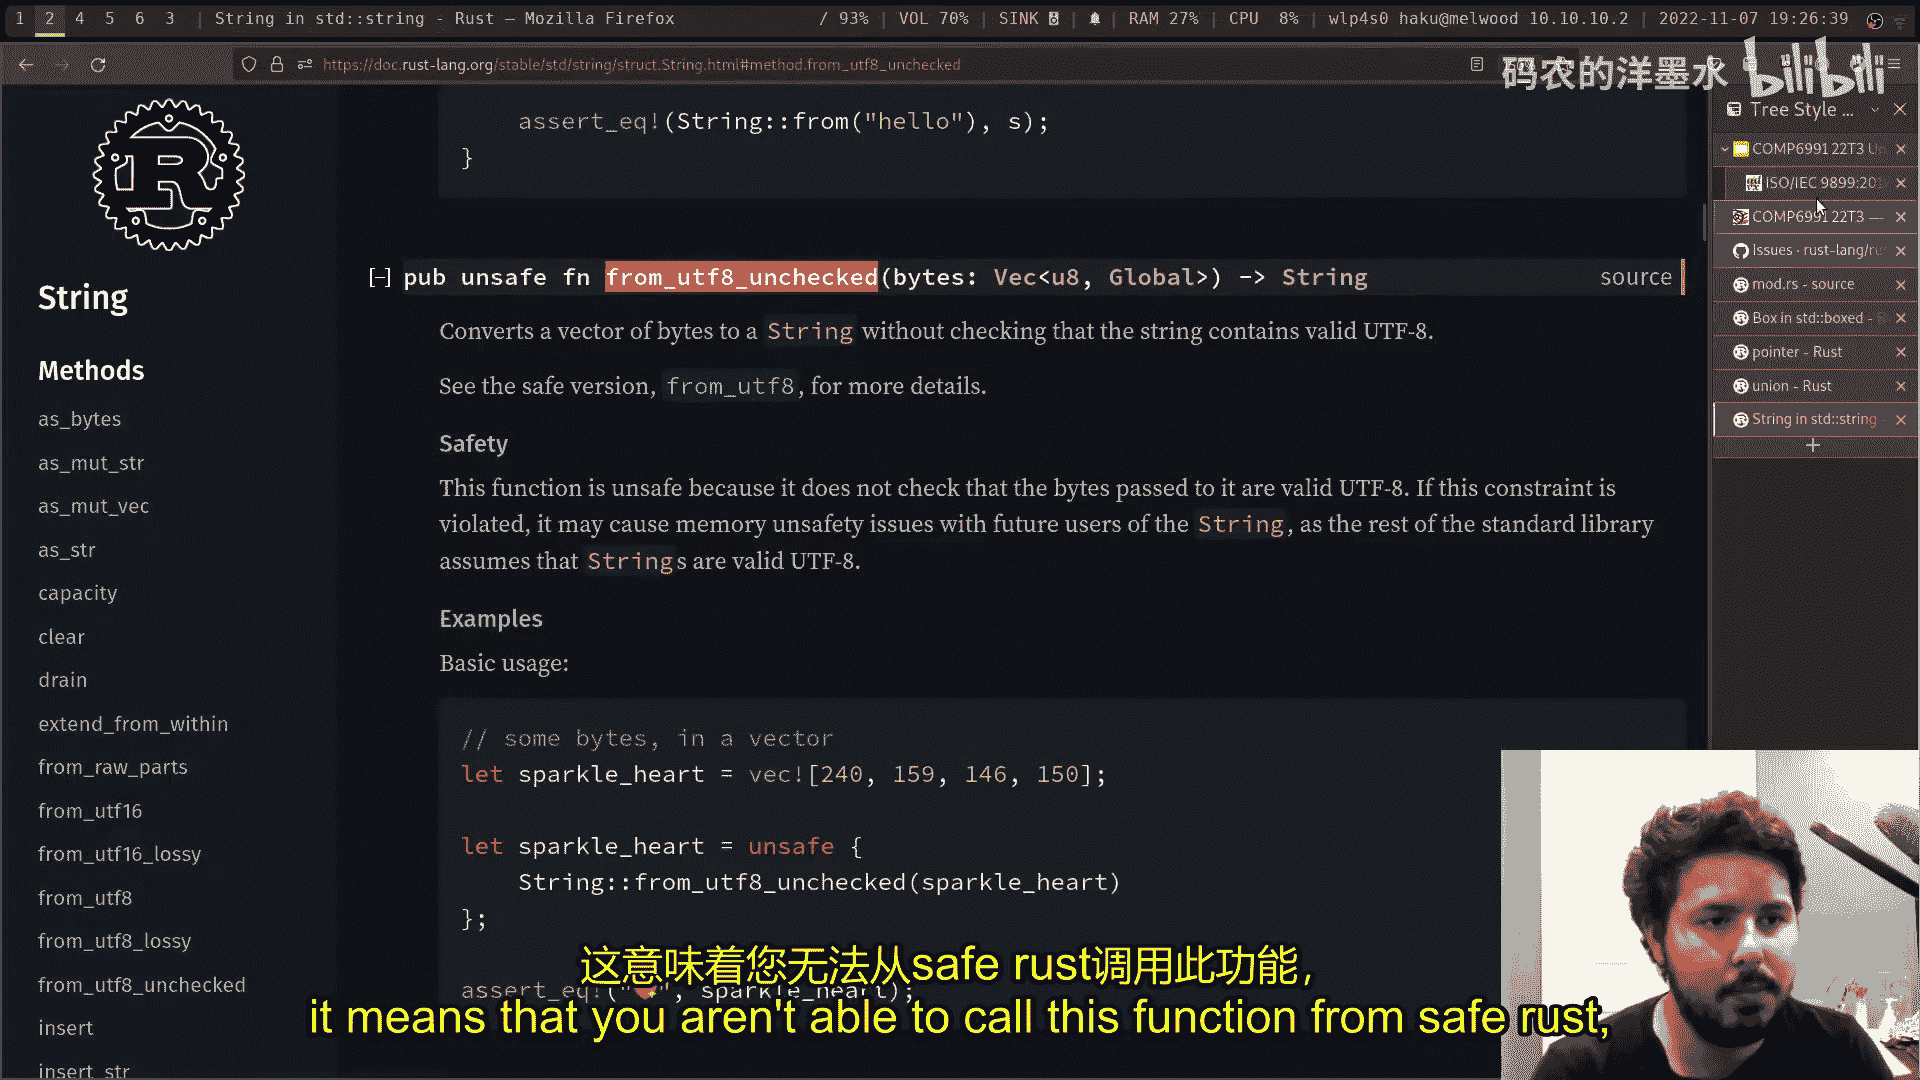 1 2 4 5 6 3 | String in std::string - Rust — Mozilla Firefox / 93% | VOL 70% | SINK | | RAM 27% | CPU 8% | wlp4s0 haku@melwood 10.10.10.2 | 2022-11-07 19:26:39
https://doc.rust-lang.org/stable/std/string/struct.String.html#method.from_utf8_unchecked
码农的洋墨水 bilibili
Tree Style ...
COMP6991 22T3
ISO/IEC 9899:201
COMP6991 22T3 —
Issues · rust-lang/ru
mod.rs - source
Box in std::boxed - R
pointer - Rust
union - Rust
String in std::string -
+
String
Methods
as_bytes
as_mut_str
as_mut_vec
as_str
capacity
clear
drain
extend_from_within
from_raw_parts
from_utf16
from_utf16_lossy
from_utf8
from_utf8_lossy
from_utf8_unchecked
insert
insert_str
assert_eq!(String::from("hello"), s);
}
[-] pub unsafe fn from_utf8_unchecked(bytes: Vec<u8, Global>) -> String source
Converts a vector of bytes to a String without checking that the string contains valid UTF-8.
See the safe version, from_utf8, for more details.
Safety
This function is unsafe because it does not check that the bytes passed to it are valid UTF-8. If this constraint is
violated, it may cause memory unsafety issues with future users of the String, as the rest of the standard library
assumes that Strings are valid UTF-8.
Examples
Basic usage:
// some bytes, in a vector
let sparkle_heart = vec![240, 159, 146, 150];
let sparkle_heart = unsafe {
String::from_utf8_unchecked(sparkle_heart)
};
assert_eq!("💖", sparkle_heart);
这意味着您无法从safe rust调用此功能，
it means that you aren't able to call this function from safe rust,